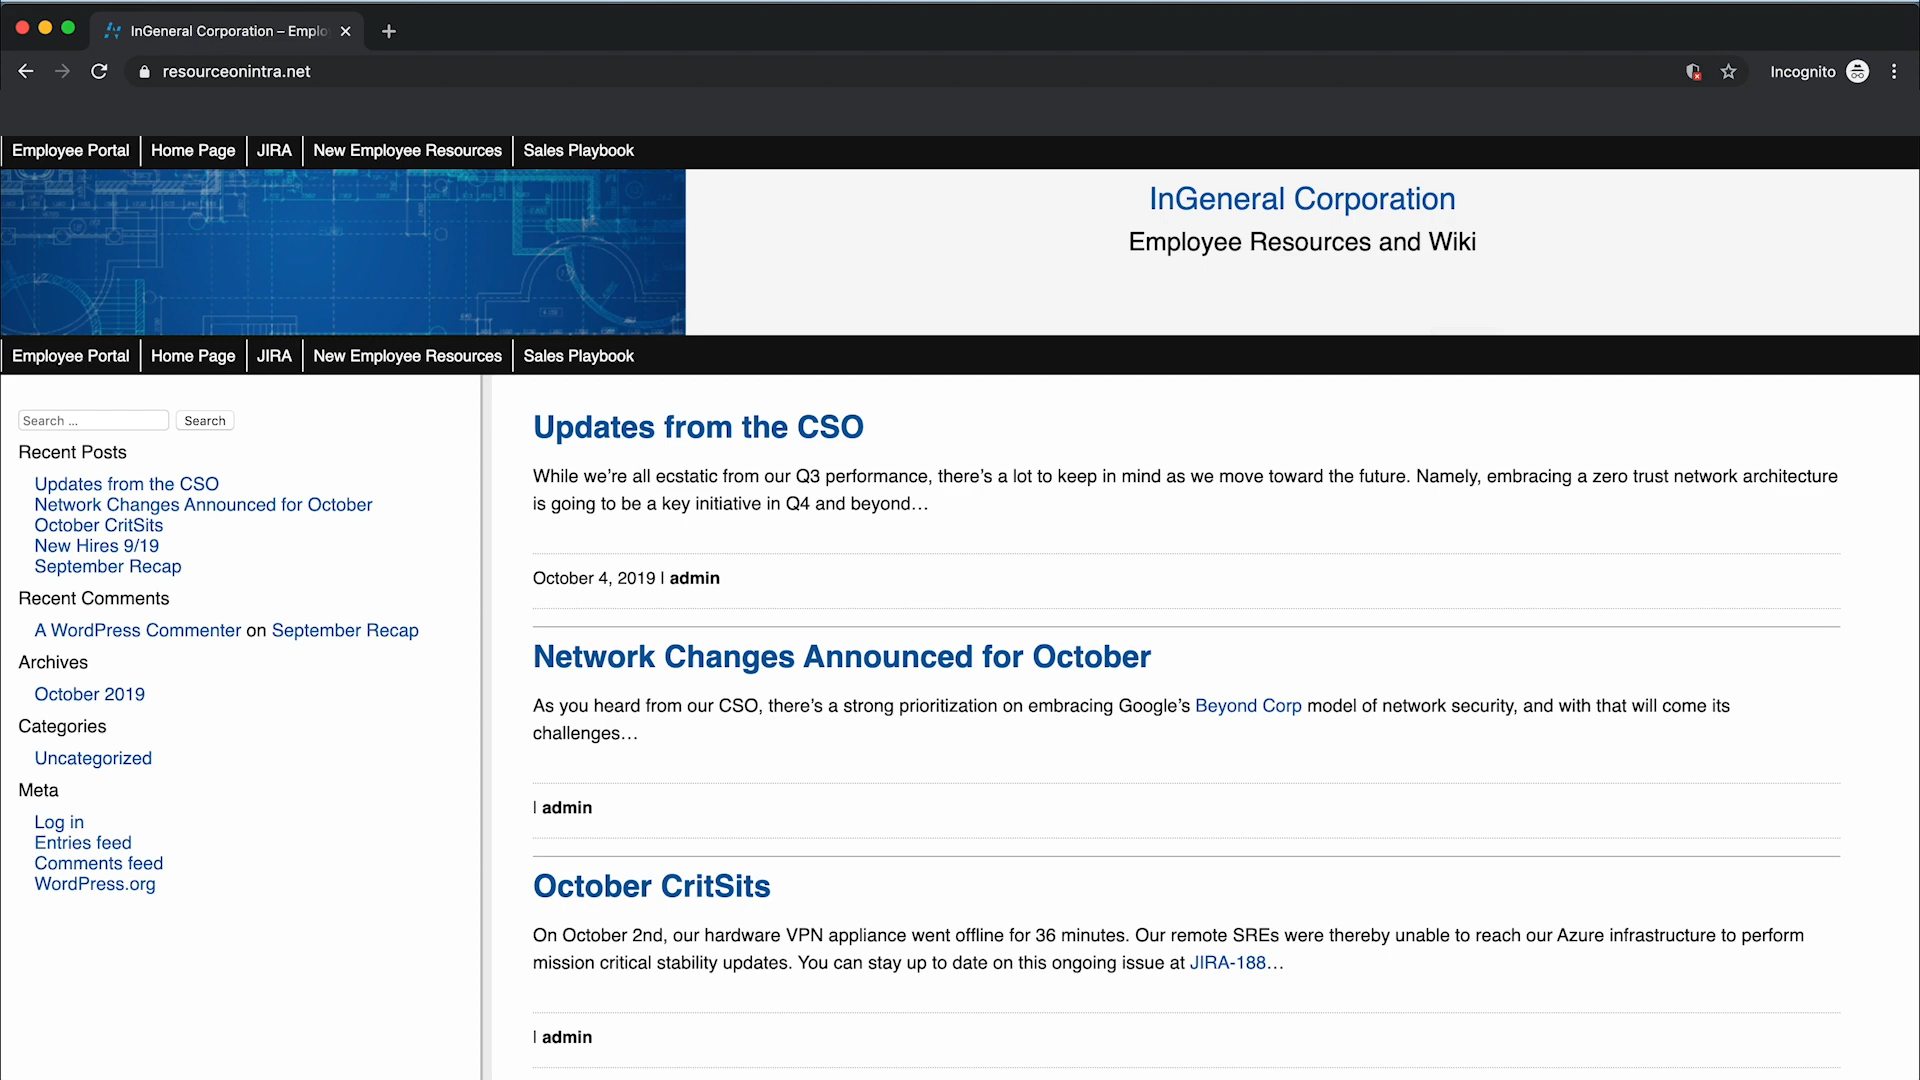 InGeneral Corporation – Emplo
resourceonintra.net
Incognito
Employee Portal
Home Page
JIRA
New Employee Resources
Sales Playbook
InGeneral Corporation
Employee Resources and Wiki
Employee Portal
Home Page
JIRA
New Employee Resources
Sales Playbook
Search ...
Search
Recent Posts
Updates from the CSO
Network Changes Announced for October
October CritSits
New Hires 9/19
September Recap
Recent Comments
A WordPress Commenter on September Recap
Archives
October 2019
Categories
Uncategorized
Meta
Log in
Entries feed
Comments feed
WordPress.org
Updates from the CSO
While we’re all ecstatic from our Q3 performance, there’s a lot to keep in mind as we move toward the future. Namely, embracing a zero trust network architecture
is going to be a key initiative in Q4 and beyond…
October 4, 2019 | admin
Network Changes Announced for October
As you heard from our CSO, there’s a strong prioritization on embracing Google’s Beyond Corp model of network security, and with that will come its
challenges…
| admin
October CritSits
On October 2nd, our hardware VPN appliance went offline for 36 minutes. Our remote SREs were thereby unable to reach our Azure infrastructure to perform
mission critical stability updates. You can stay up to date on this ongoing issue at JIRA-188…
| admin